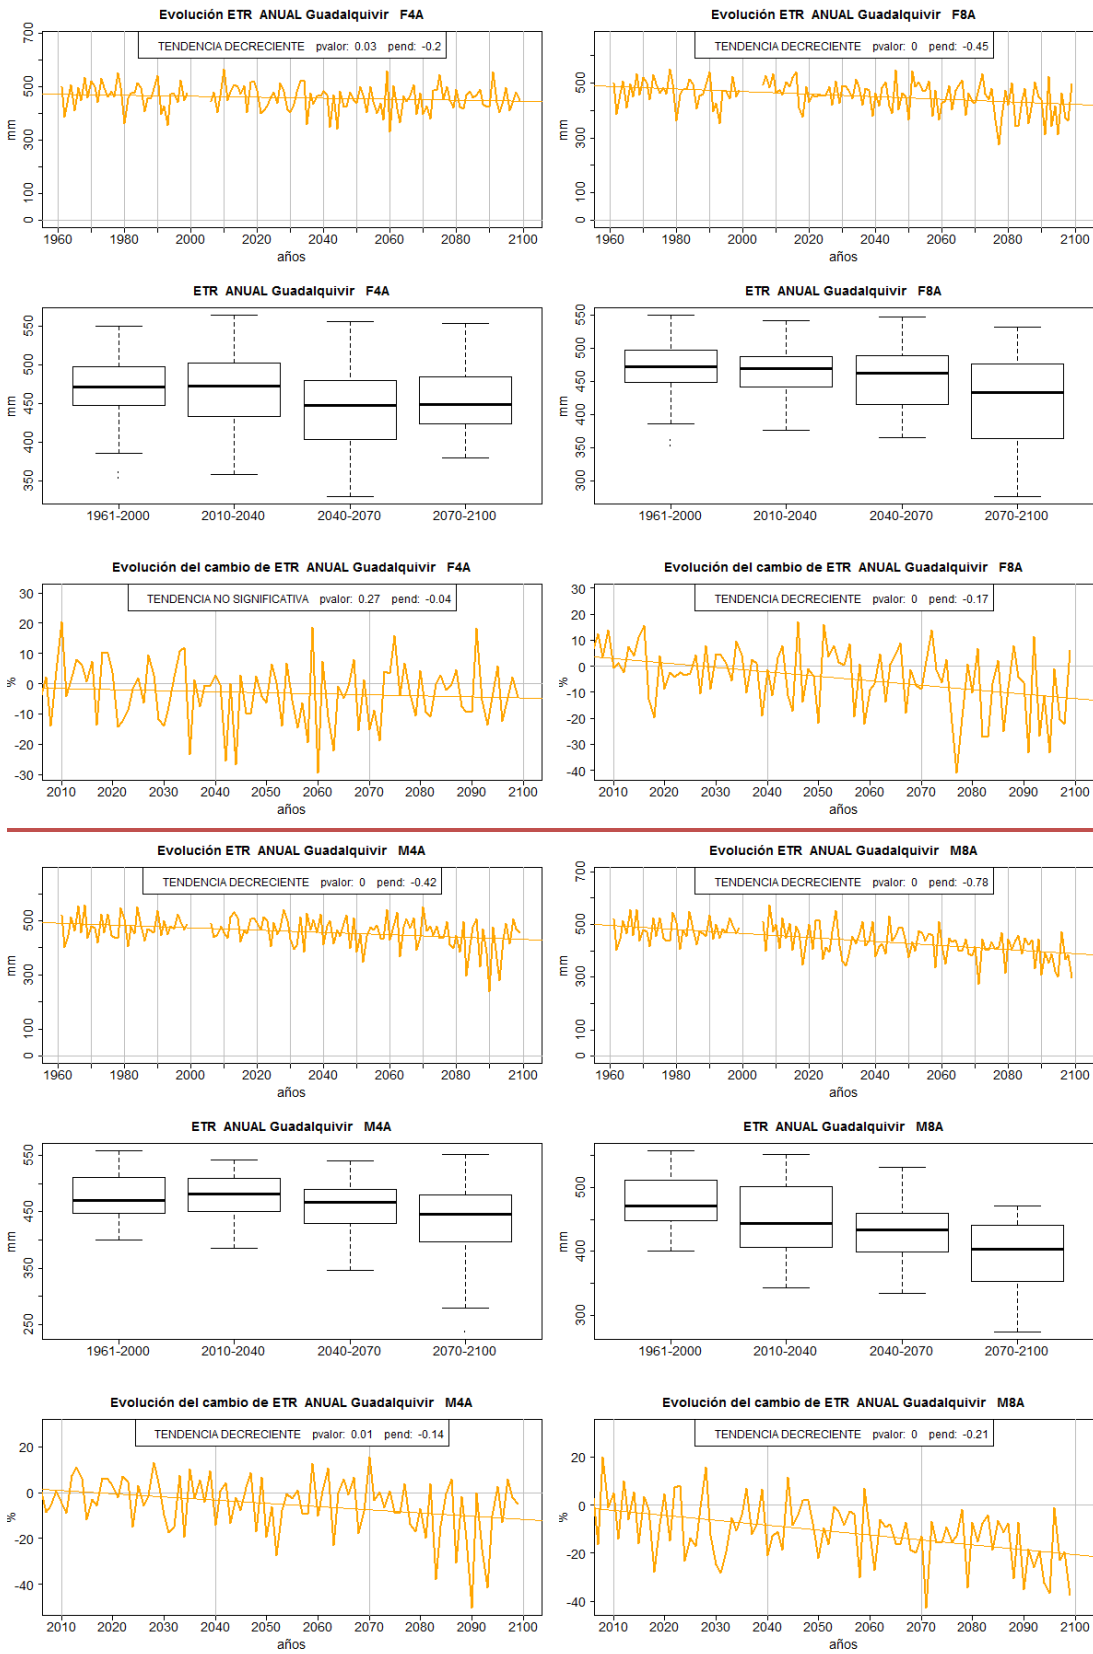 Evolución ETR ANUAL Guadalquivir F4A
TENDENCIA DECRECIENTE pvalor: 0.03 pend: -0.2
mm
0 100 300 500 700
1960 1980 2000 2020 2040 2060 2080 2100
años
Evolución ETR ANUAL Guadalquivir F8A
TENDENCIA DECRECIENTE pvalor: 0 pend: -0.45
mm
0 100 300 500
1960 1980 2000 2020 2040 2060 2080 2100
años
ETR ANUAL Guadalquivir F4A
mm
350 400 450 500 550
1961-2000 2010-2040 2040-2070 2070-2100
ETR ANUAL Guadalquivir F8A
mm
300 350 400 450 500 550
1961-2000 2010-2040 2040-2070 2070-2100
Evolución del cambio de ETR ANUAL Guadalquivir F4A
TENDENCIA NO SIGNIFICATIVA pvalor: 0.27 pend: -0.04
%
30
20
10
0
-10
-20
-30
2010 2020 2030 2040 2050 2060 2070 2080 2090 2100
años
Evolución del cambio de ETR ANUAL Guadalquivir F8A
TENDENCIA DECRECIENTE pvalor: 0 pend: -0.17
%
30
20
10
0
-10
-20
-30
-40
2010 2020 2030 2040 2050 2060 2070 2080 2090 2100
años
Evolución ETR ANUAL Guadalquivir M4A
TENDENCIA DECRECIENTE pvalor: 0 pend: -0.42
mm
0 100 300 500
1960 1980 2000 2020 2040 2060 2080 2100
años
Evolución ETR ANUAL Guadalquivir M8A
TENDENCIA DECRECIENTE pvalor: 0 pend: -0.78
mm
0 100 300 500 700
1960 1980 2000 2020 2040 2060 2080 2100
años
ETR ANUAL Guadalquivir M4A
mm
250 350 450 550
1961-2000 2010-2040 2040-2070 2070-2100
ETR ANUAL Guadalquivir M8A
mm
300 400 500
1961-2000 2010-2040 2040-2070 2070-2100
Evolución del cambio de ETR ANUAL Guadalquivir M4A
TENDENCIA DECRECIENTE pvalor: 0.01 pend: -0.14
%
20
0
-20
-40
2010 2020 2030 2040 2050 2060 2070 2080 2090 2100
años
Evolución del cambio de ETR ANUAL Guadalquivir M8A
TENDENCIA DECRECIENTE pvalor: 0 pend: -0.21
%
20
0
-20
-40
2010 2020 2030 2040 2050 2060 2070 2080 2090 2100
años